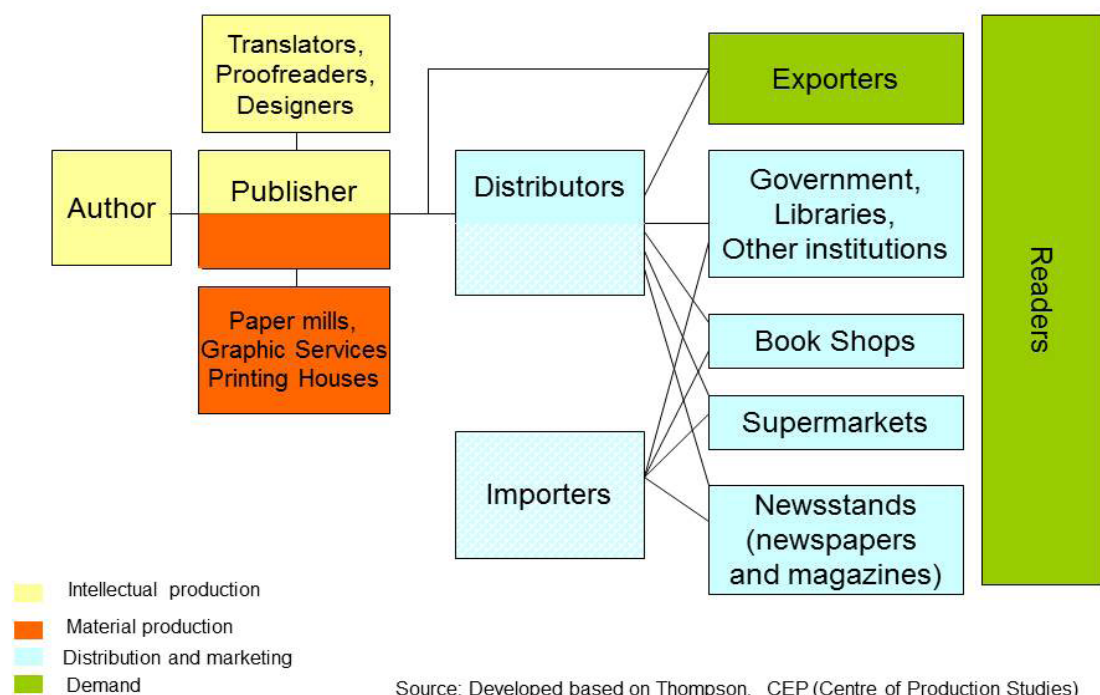 Translators,
Proofreaders,
Designers
Author
Publisher
Paper mills,
Graphic Services
Printing Houses
Distributors
Importers
Exporters
Government,
Libraries,
Other institutions
Book Shops
Supermarkets
Newsstands
(newspapers
and magazines)
Readers
Intellectual production
Material production
Distribution and marketing
Demand
Source: Developed based on Thompson. CEP (Centre of Production Studies)